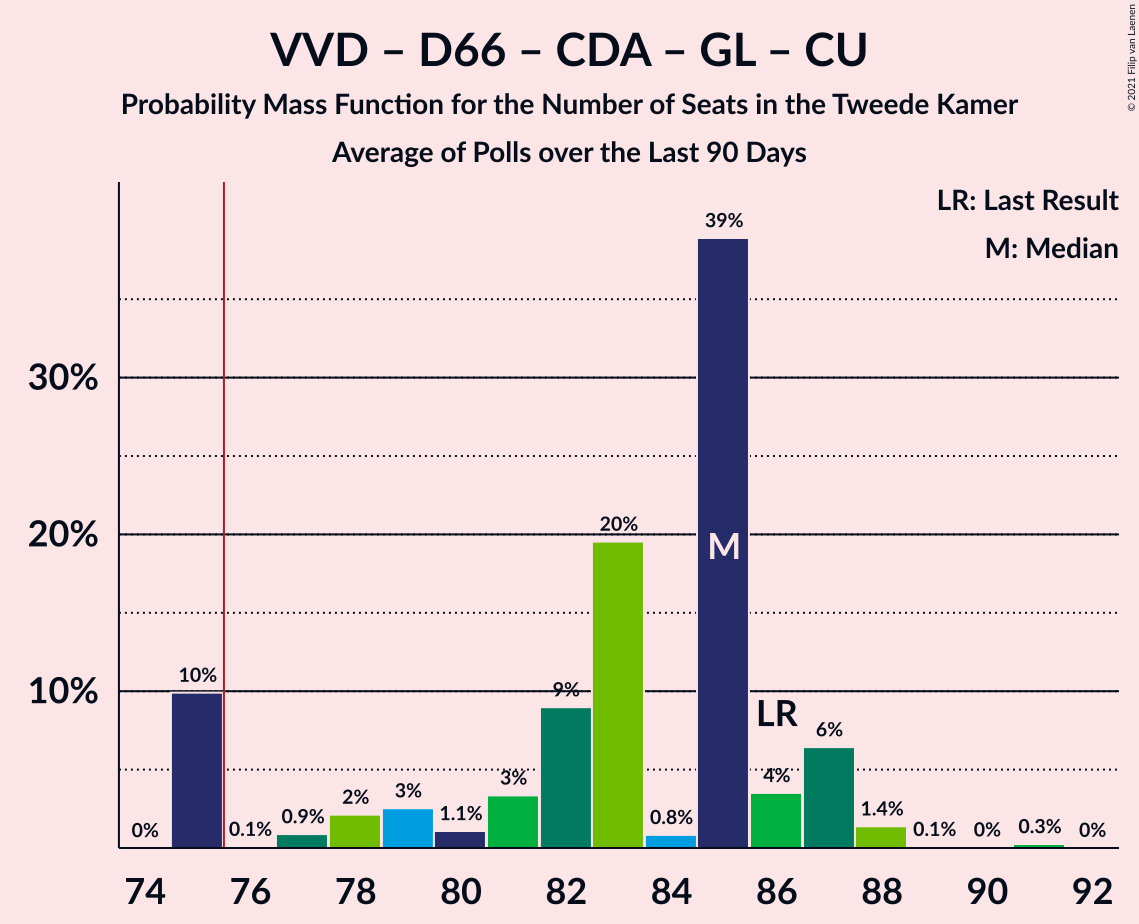 VVD – D66 – CDA – GL – CU
Probability Mass Function for the Number of Seats in the Tweede Kamer
Average of Polls over the Last 90 Days
© 2021 Filip van Laenen
LR: Last Result
M: Median
39%
30%
20%
20%
M
10%
10%
9%
LR
6%
4%
3%
3%
2%
1.4%
1.1%
0.9%
0.8%
0.3%
0%
0.1%
0.1%
0%
0%
74 76 78 80 82 84 86 88 90 92